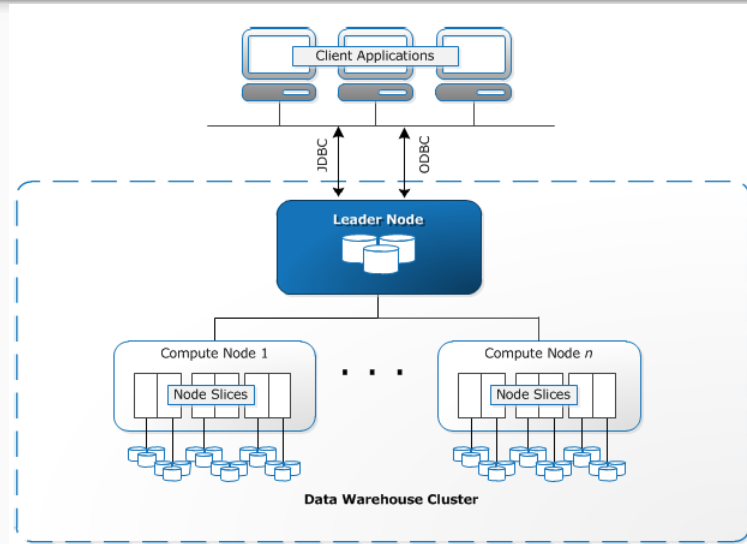 Client Applications
JDBC
ODBC
Leader Node
Compute Node 1
Compute Node n
. . .
Node Slices
Node Slices
Data Warehouse Cluster